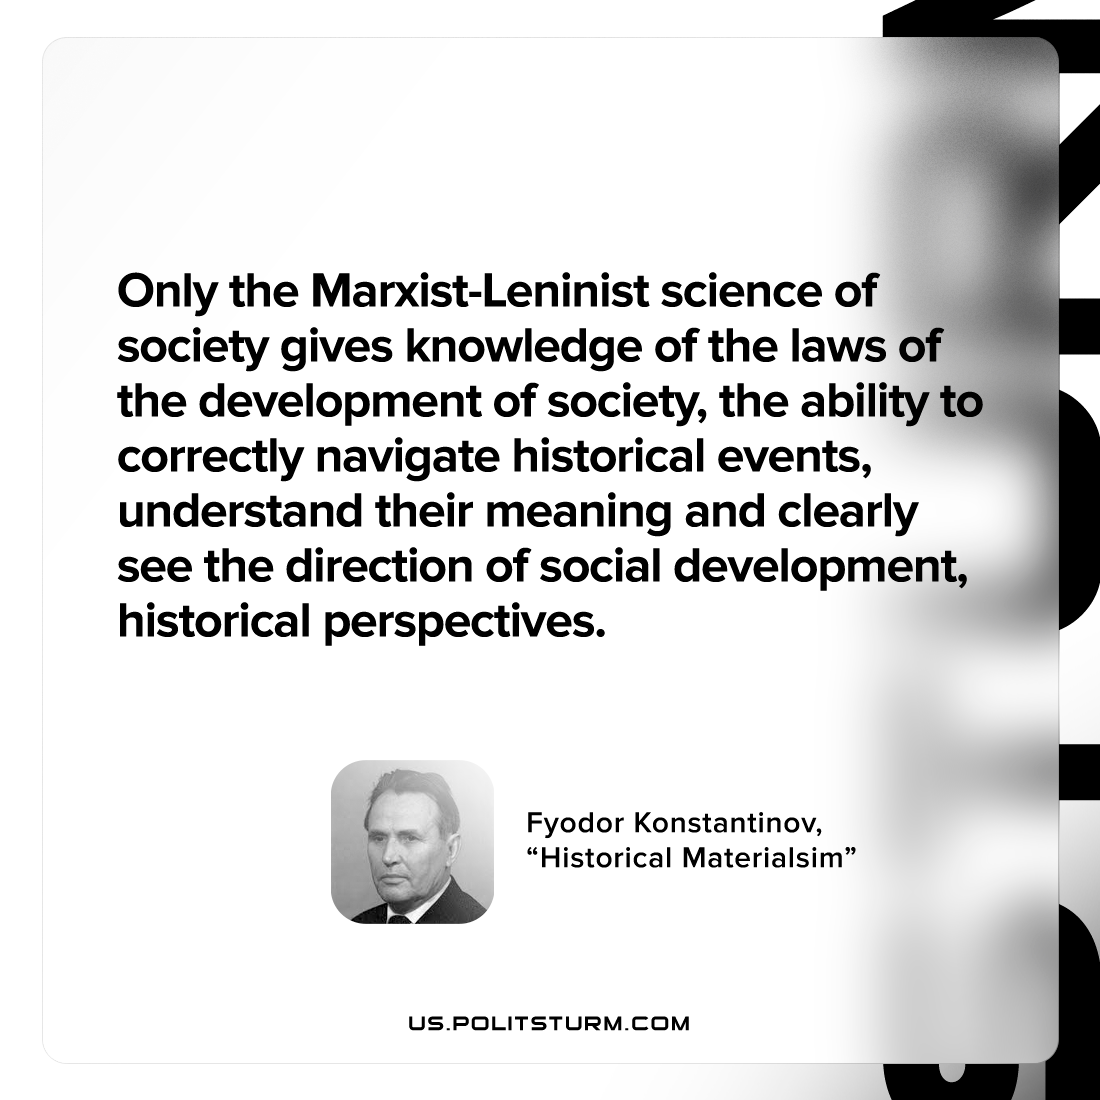 Only the Marxist-Leninist science of
society gives knowledge of the laws of
the development of society, the ability to
correctly navigate historical events,
understand their meaning and clearly
see the direction of social development,
historical perspectives.
Fyodor Konstantinov,
“Historical Materialsim”
US.POLITSTURM.COM